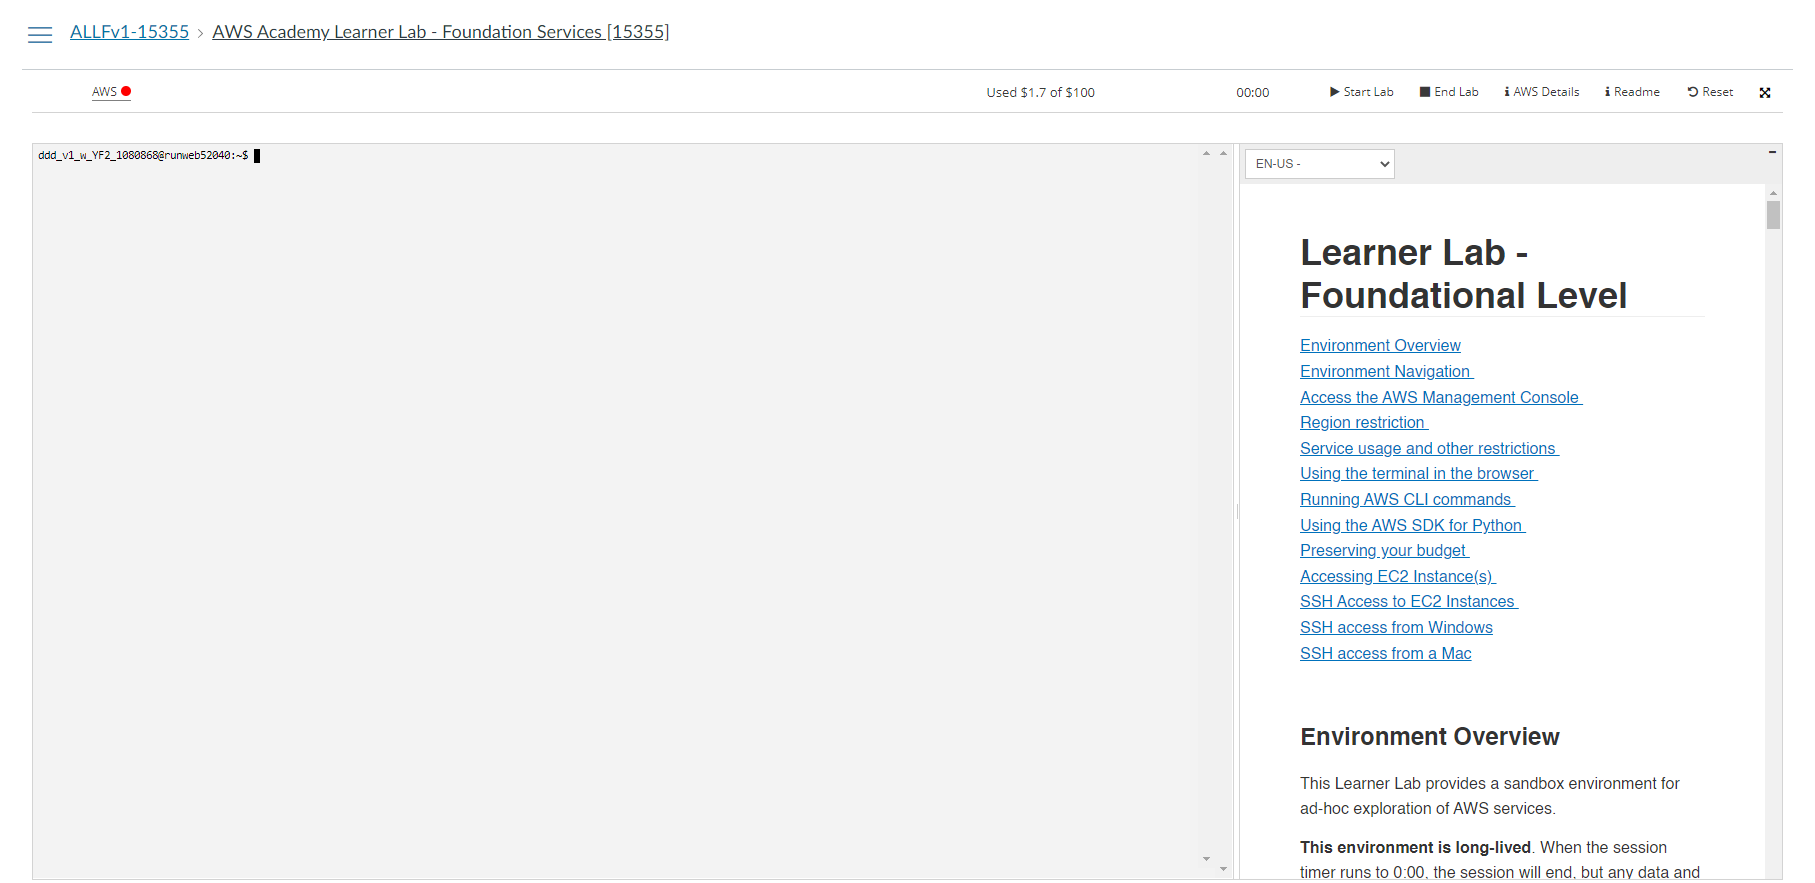 ALLFv1-15355 > AWS Academy Learner Lab - Foundation Services [15355]
AWS Used $1.7 of $100 00:00 Start Lab End Lab AWS Details Readme Reset
ddd_v1_w_YF2_1080868@runweb52040:~$
EN-US -
Learner Lab -
Foundational Level
Environment Overview
Environment Navigation
Access the AWS Management Console
Region restriction
Service usage and other restrictions
Using the terminal in the browser
Running AWS CLI commands
Using the AWS SDK for Python
Preserving your budget
Accessing EC2 Instance(s)
SSH Access to EC2 Instances
SSH access from Windows
SSH access from a Mac
Environment Overview
This Learner Lab provides a sandbox environment for
ad-hoc exploration of AWS services.
This environment is long-lived. When the session
timer runs to 0:00, the session will end, but any data and